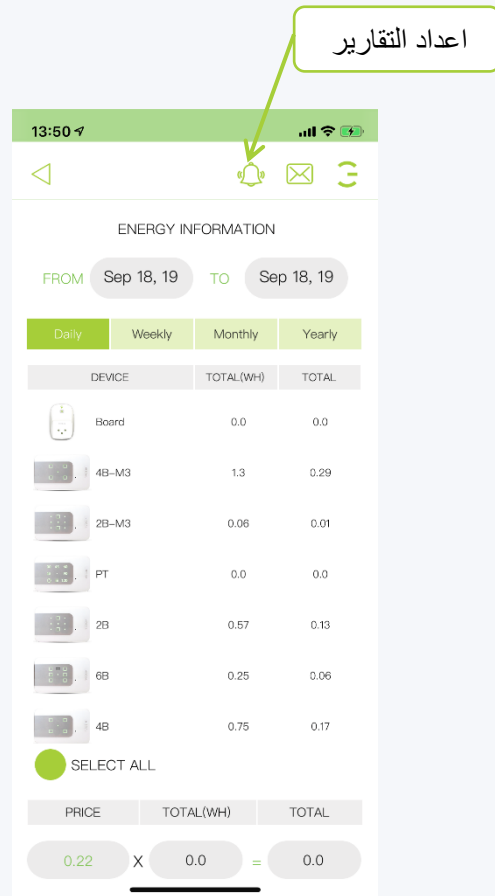 اعداد التقارير
13:50
ENERGY INFORMATION
FROM Sep 18, 19 TO Sep 18, 19
Daily Weekly Monthly Yearly
DEVICE TOTAL(WH) TOTAL
Board 0.0 0.0
4B-M3 1.3 0.29
2B-M3 0.06 0.01
PT 0.0 0.0
2B 0.57 0.13
6B 0.25 0.06
4B 0.75 0.17
SELECT ALL
PRICE TOTAL(WH) TOTAL
0.22 X 0.0 = 0.0